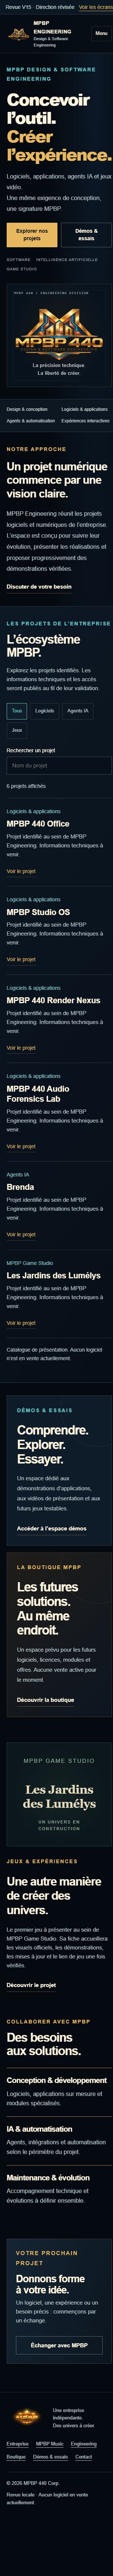 Revue V15 Direction révisée Voir les écrans
MPBP
ENGINEERING
Design & Software
Engineering
Menu
MPBP DESIGN & SOFTWARE
ENGINEERING
Concevoir
l'outil.
Créer
l'expérience.
Logiciels, applications, agents IA et jeux
vidéo.
Une même exigence de conception,
une signature MPBP.
Explorer nos
projets
Démos &
essais
SOFTWARE INTELLIGENCE ARTIFICIELLE
GAME STUDIO
MPBP 440 / ENGINEERING DIVISION
MPBP 440
La précision technique.
La liberté de créer.
Design & conception
Logiciels & applications
Agents & automatisation
Expériences interactives
NOTRE APPROCHE
Un projet numérique
commence par une
vision claire.
MPBP Engineering réunit les projets
logiciels et numériques de l'entreprise.
L'espace est conçu pour suivre leur
évolution, présenter les réalisations et
proposer progressivement des
démonstrations vérifiées.
Discuter de votre besoin
LES PROJETS DE L'ENTREPRISE
L'écosystème
MPBP.
Explorez les projets identifiés. Les
informations techniques et les accès
seront publiés au fil de leur validation.
Tous
Logiciels
Agents IA
Jeux
Rechercher un projet
Nom du projet
6 projets affichés
Logiciels & applications
MPBP 440 Office
Projet identifié au sein de MPBP
Engineering. Informations techniques à
venir.
Voir le projet
Logiciels & applications
MPBP Studio OS
Projet identifié au sein de MPBP
Engineering. Informations techniques à
venir.
Voir le projet
Logiciels & applications
MPBP 440 Render Nexus
Projet identifié au sein de MPBP
Engineering. Informations techniques à
venir.
Voir le projet
Logiciels & applications
MPBP 440 Audio
Forensics Lab
Projet identifié au sein de MPBP
Engineering. Informations techniques à
venir.
Voir le projet
Agents IA
Brenda
Projet identifié au sein de MPBP
Engineering. Informations techniques à
venir.
Voir le projet
MPBP Game Studio
Les Jardins des Lumélys
Projet identifié au sein de MPBP
Engineering. Informations techniques à
venir.
Voir le projet
Catalogue de présentation. Aucun logiciel
n'est en vente actuellement.
DÉMOS & ESSAIS
Comprendre.
Explorer.
Essayer.
Un espace dédié aux
démonstrations d'applications,
aux vidéos de présentation et aux
futurs jeux testables.
Accéder à l'espace démos
LA BOUTIQUE MPBP
Les futures
solutions.
Au même
endroit.
Un espace prévu pour les futurs
logiciels, licences, modules et
offres. Aucune vente active pour
le moment.
Découvrir la boutique
MPBP GAME STUDIO
Les Jardins
des Lumélys
UN UNIVERS EN
CONSTRUCTION
JEUX & EXPÉRIENCES
Une autre manière
de créer des
univers.
Le premier jeu à présenter au sein de
MPBP Game Studio. Sa fiche accueillera
les visuels officiels, les démonstrations,
les mises à jour et le lien de jeu une fois
vérifiés.
Découvrir le projet
COLLABORER AVEC MPBP
Des besoins
aux solutions.
Conception & développement
Logiciels, applications sur mesure et
modules spécialisés.
IA & automatisation
Agents, intégrations et automatisation
selon le périmètre du projet.
Maintenance & évolution
Accompagnement technique et
évolutions à définir ensemble.
VOTRE PROCHAIN
PROJET
Donnons forme
à votre idée.
Un logiciel, une expérience ou un
besoin précis : commençons par
un échange.
Échanger avec MPBP
Une entreprise
indépendante.
Des univers à créer.
Entreprise MPBP Music Engineering
Boutique Démos & essais Contact
© 2026 MPBP 440 Corp.
Revue locale · Aucun logiciel en vente
actuellement.